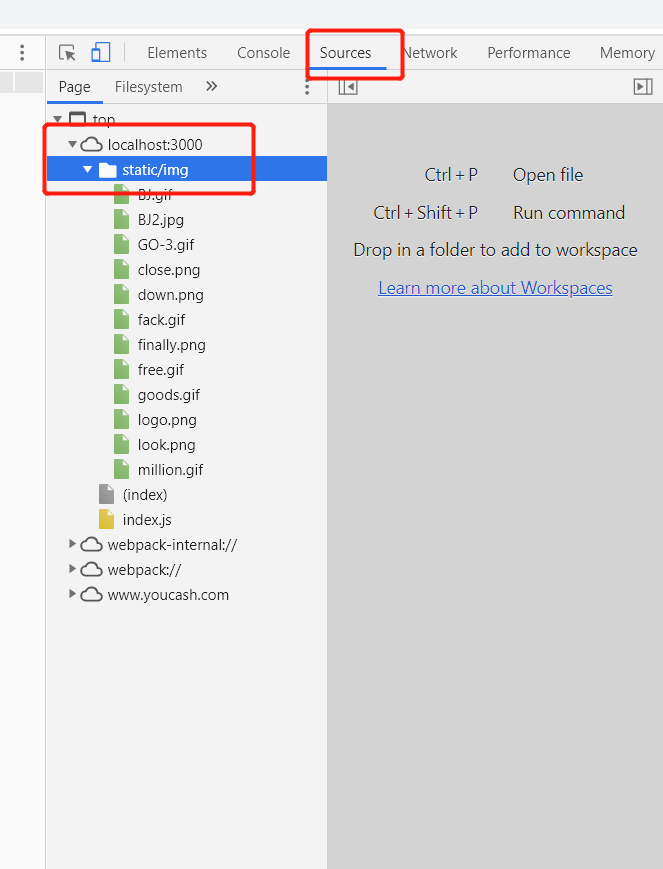 Elements Console Sources Network Performance Memory
Page Filesystem »
top
localhost:3000
static/img
BJ.gif
BJ2.jpg
GO-3.gif
close.png
down.png
fack.gif
finally.png
free.gif
goods.gif
logo.png
look.png
million.gif
(index)
index.js
webpack-internal://
webpack://
www.youcash.com
Ctrl + P Open file
Ctrl + Shift + P Run command
Drop in a folder to add to workspace
Learn more about Workspaces